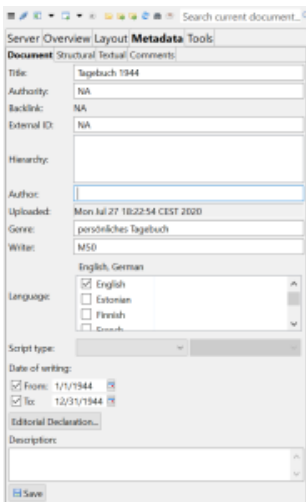 Search current document...
Server Overview Layout Metadata Tools
Document Structural Textual Comments
Title: Tagebuch 1944
Authority: NA
Backlink: NA
External ID: NA
Hierarchy:
Author:
Uploaded: Mon Jul 27 18:22:54 CEST 2020
Genre: persönliches Tagebuch
Writer: M50
English, German
Language:
English
Estonian
Finnish
French
Script type:
Date of writing:
From: 1/1/1944
To: 12/31/1944
Editorial Declaration...
Description:
Save